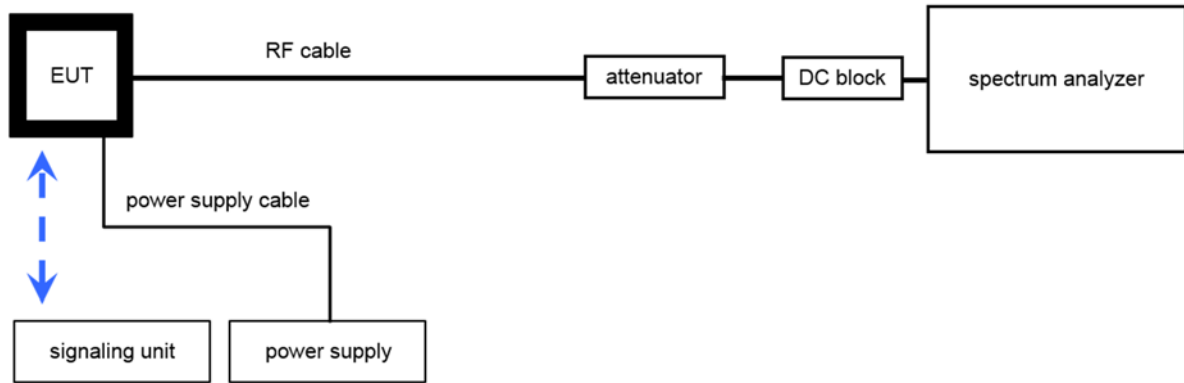 EUT
RF cable
attenuator
DC block
spectrum analyzer
power supply cable
signaling unit
power supply